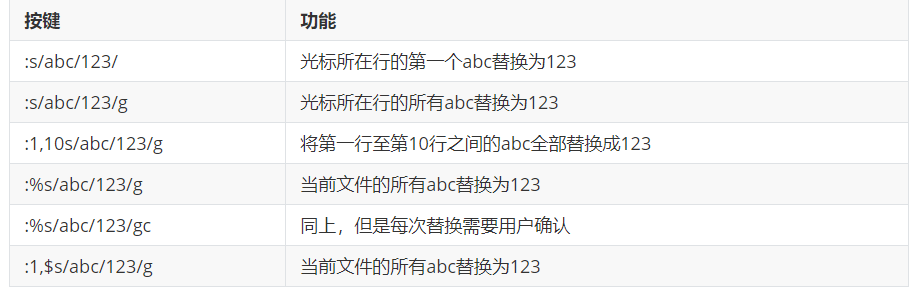 按键 功能
:s/abc/123/ 光标所在行的第一个abc替换为123
:s/abc/123/g 光标所在行的所有abc替换为123
:1,10s/abc/123/g 将第一行至第10行之间的abc全部替换成123
:%s/abc/123/g 当前文件的所有abc替换为123
:%s/abc/123/gc 同上，但是每次替换需要用户确认
:1,$s/abc/123/g 当前文件的所有abc替换为123